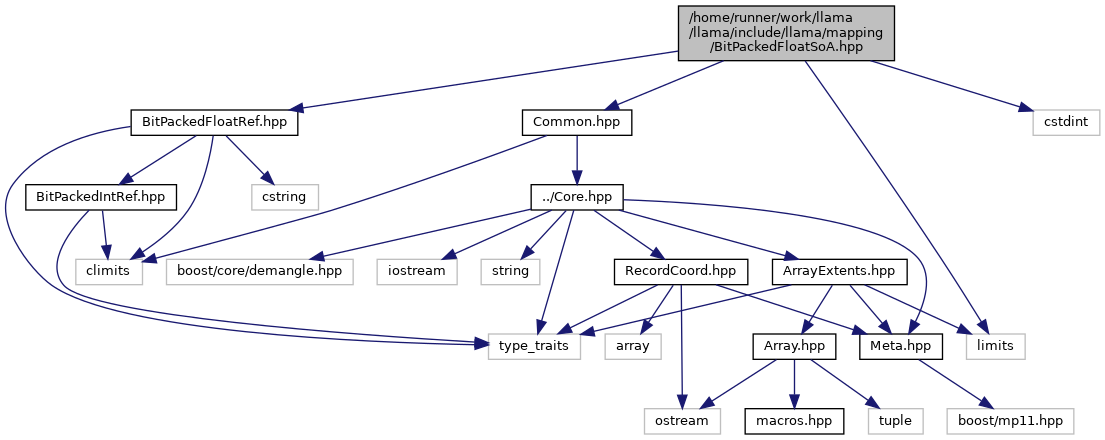 /home/runner/work/llama
/llama/include/llama/mapping
/BitPackedFloatSoA.hpp
BitPackedFloatRef.hpp
Common.hpp
cstdint
BitPackedIntRef.hpp
cstring
../Core.hpp
climits
boost/core/demangle.hpp
iostream
string
RecordCoord.hpp
ArrayExtents.hpp
type_traits
array
Array.hpp
Meta.hpp
limits
ostream
macros.hpp
tuple
boost/mp11.hpp